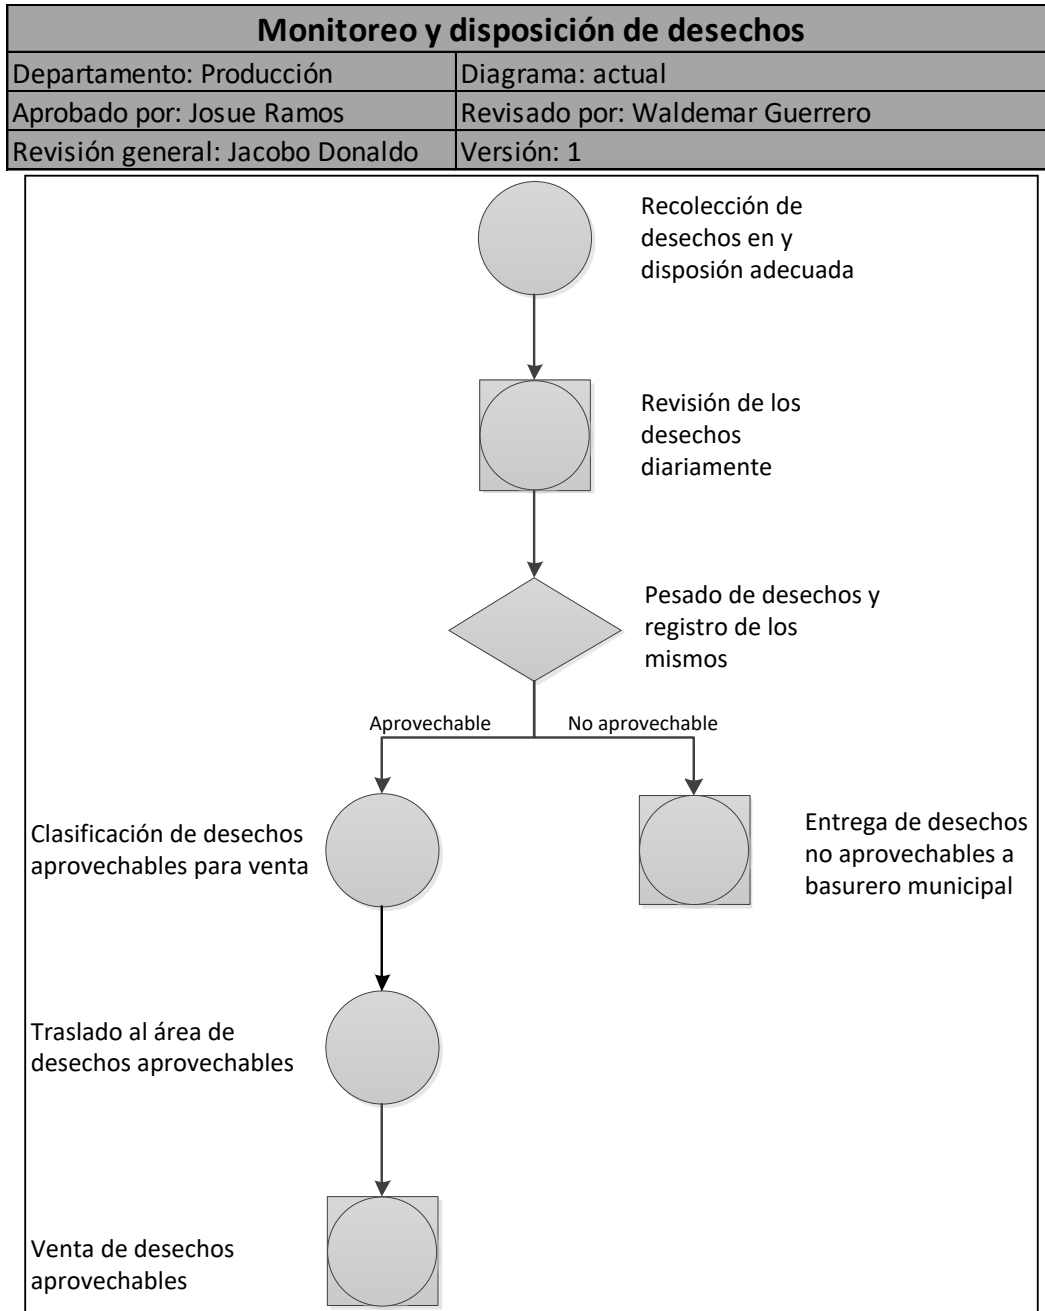 Monitoreo y disposición de desechos
Departamento: Producción
Diagrama: actual
Aprobado por: Josue Ramos
Revisado por: Waldemar Guerrero
Revisión general: Jacobo Donaldo
Versión: 1
Recolección de
desechos en y
disposión adecuada
Revisión de los
desechos
diariamente
Pesado de desechos y
registro de los
mismos
Aprovechable
No aprovechable
Clasificación de desechos
aprovechables para venta
Entrega de desechos
no aprovechables a
basurero municipal
Traslado al área de
desechos aprovechables
Venta de desechos
aprovechables